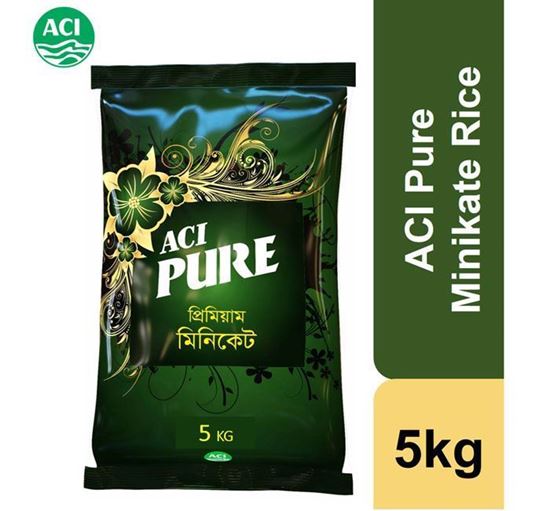 ACI
ACI
PURE
প্রিমিয়াম
মিনিকেট
5 KG
ACI
ACI Pure
Minikate Rice
5kg